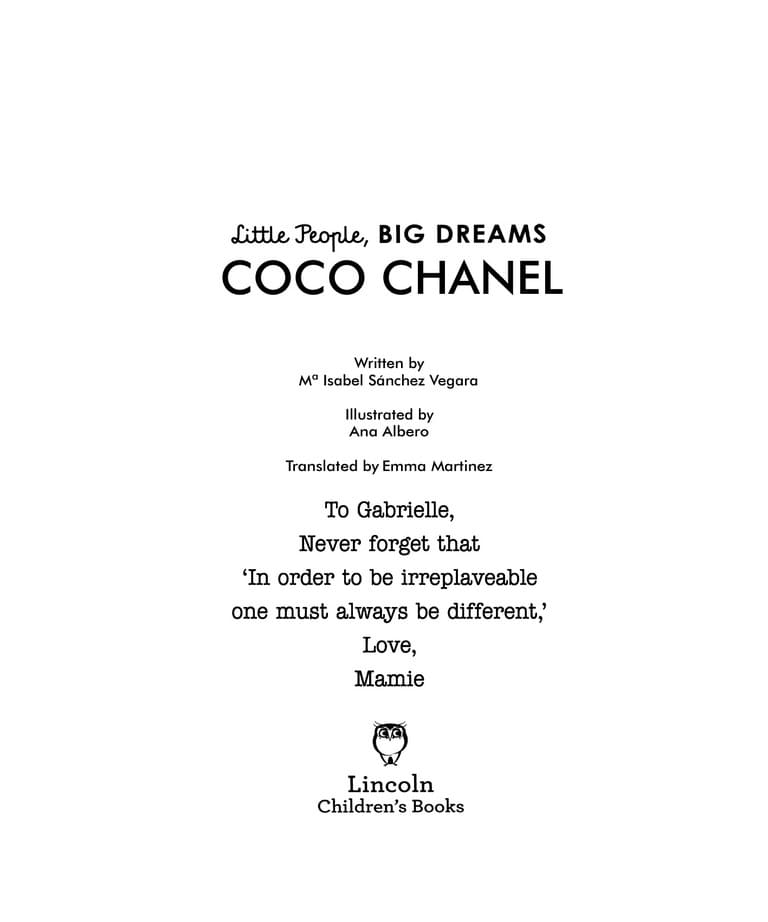 Little People, BIG DREAMS
COCO CHANEL
Written by
Mª Isabel Sánchez Vegara
Illustrated by
Ana Albero
Translated by Emma Martinez
To Gabrielle,
Never forget that
‘In order to be irreplaveable
one must always be different,’
Love,
Mamie
Lincoln
Children’s Books